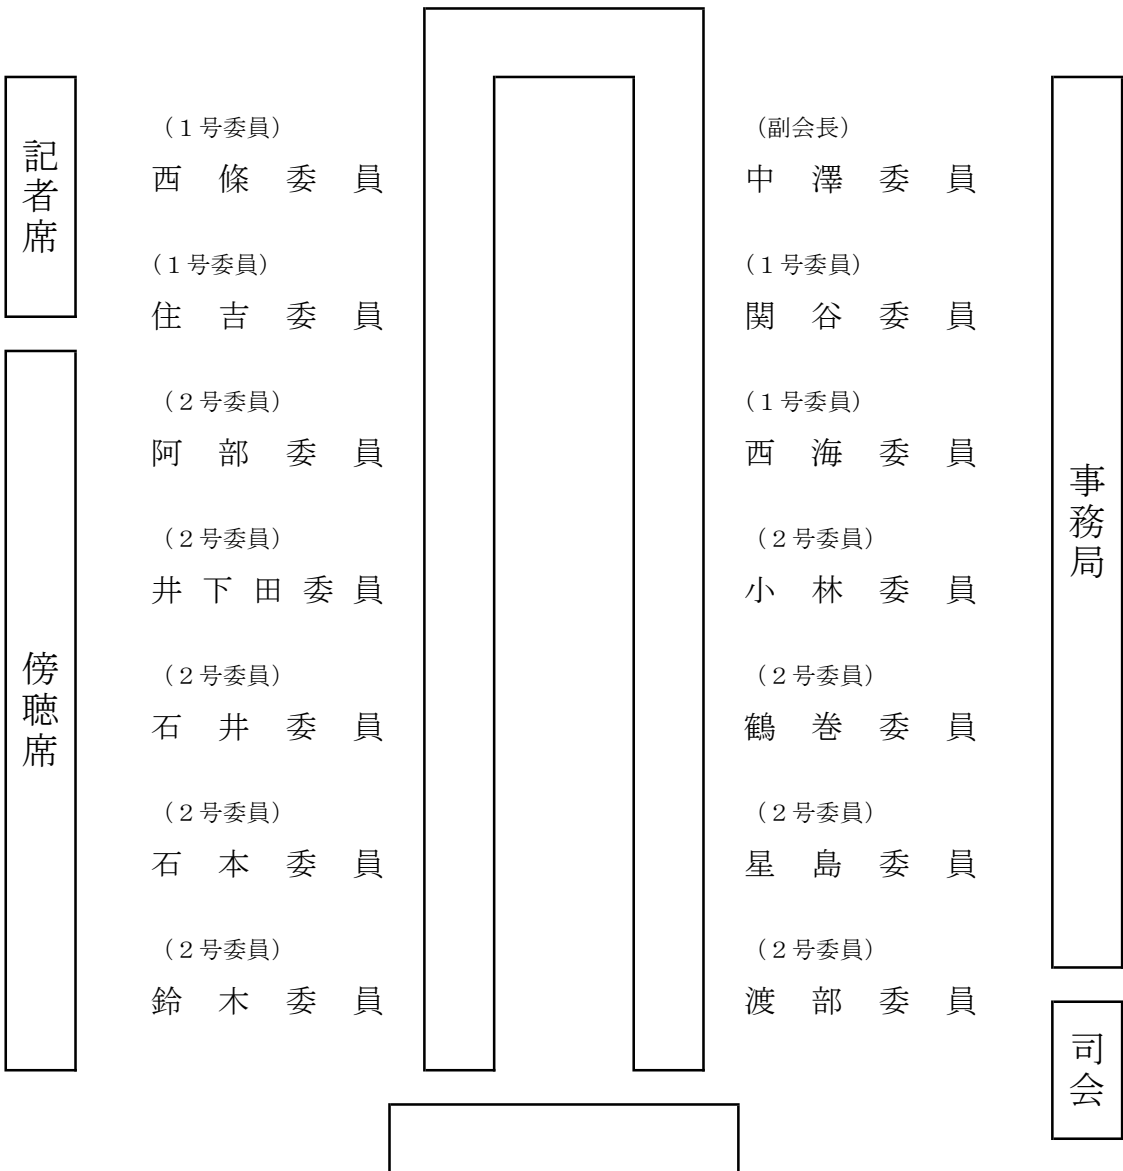 記者席
傍聴席
（１号委員）
西條委員
（１号委員）
住吉委員
（２号委員）
阿部委員
（２号委員）
井下田委員
（２号委員）
石井委員
（２号委員）
石本委員
（２号委員）
鈴木委員
（副会長）
中澤委員
（１号委員）
関谷委員
（１号委員）
西海委員
（２号委員）
小林委員
（２号委員）
鶴巻委員
（２号委員）
星島委員
（２号委員）
渡部委員
事務局
司会